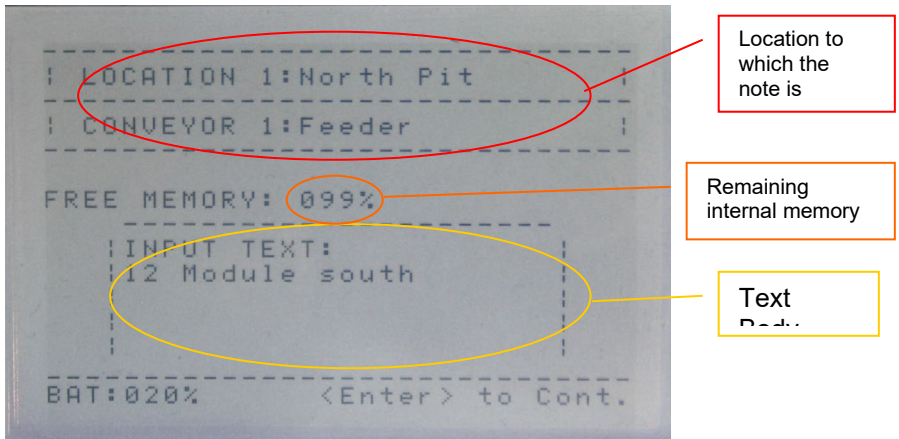 LOCATION 1:North Pit
CONVEYOR 1:Feeder
FREE MEMORY: 099%
INPUT TEXT:
12 Module south
BAT:020% <Enter> to Cont.
Location to
which the
note is
Remaining
internal memory
Text
Body